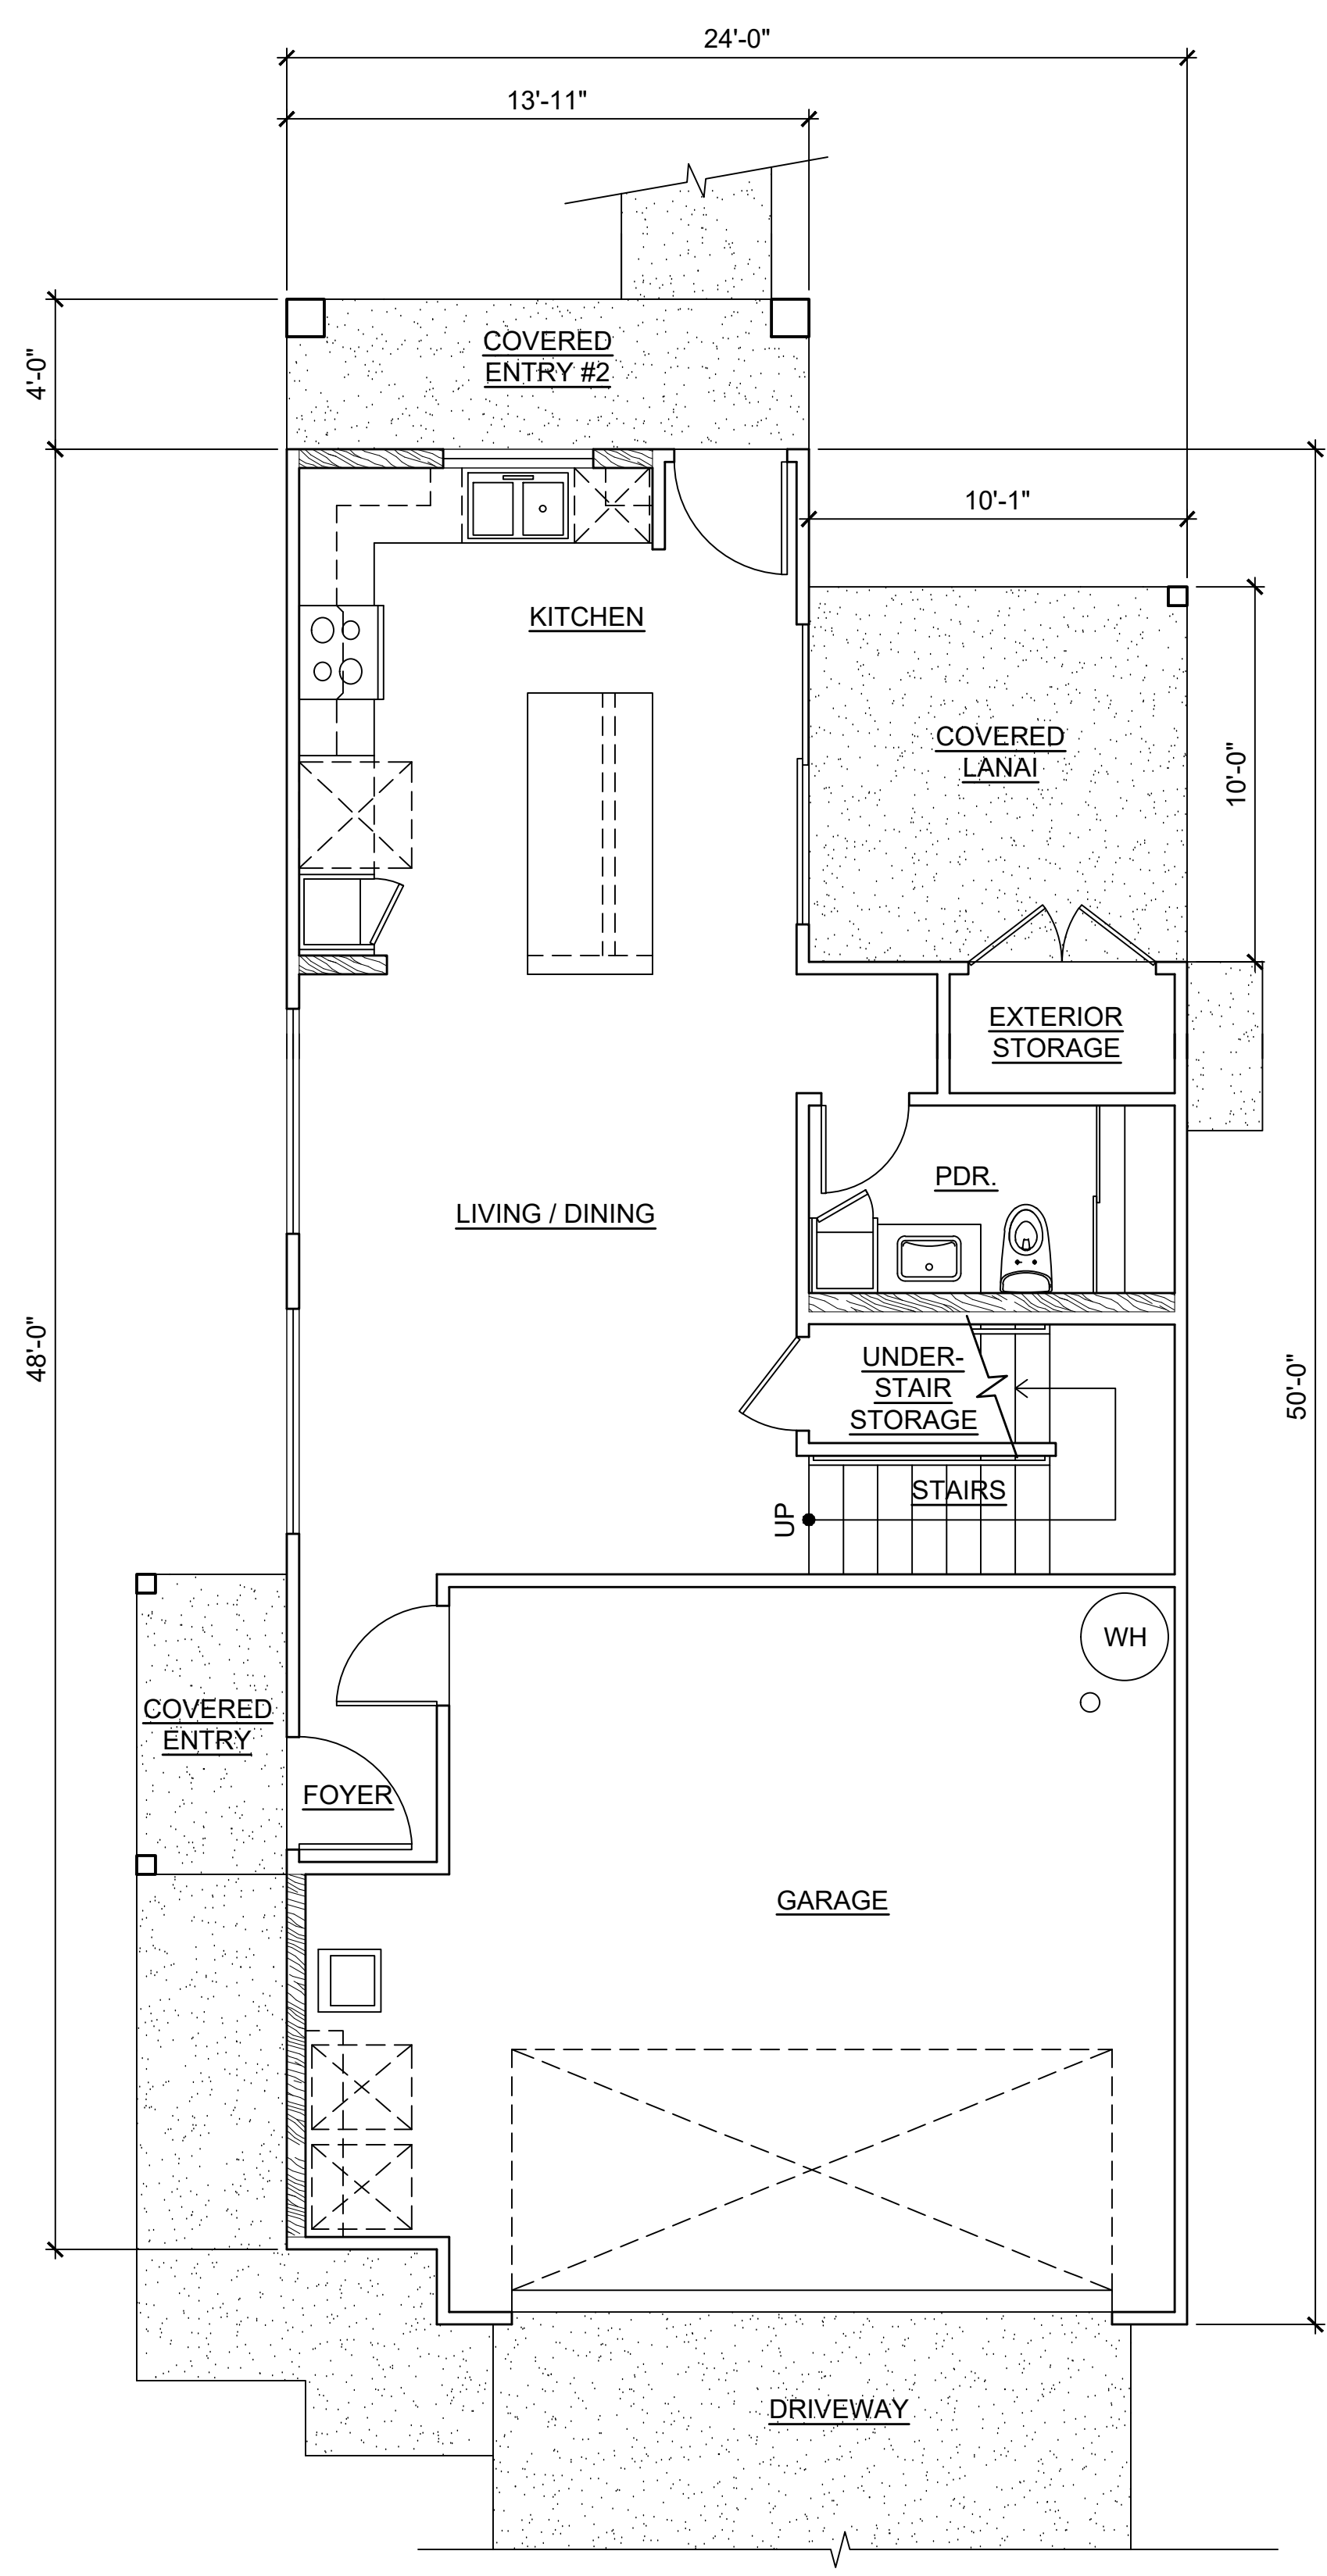 24'-0"
13'-11"
COVERED
ENTRY #2
4'-0"
10'-1"
KITCHEN
COVERED
LANAI
10'-0"
EXTERIOR
STORAGE
PDR.
LIVING / DINING
48'-0"
50'-0"
UNDER-
STAIR
STORAGE
STAIRS
UP
WH
COVERED
ENTRY
FOYER
GARAGE
DRIVEWAY